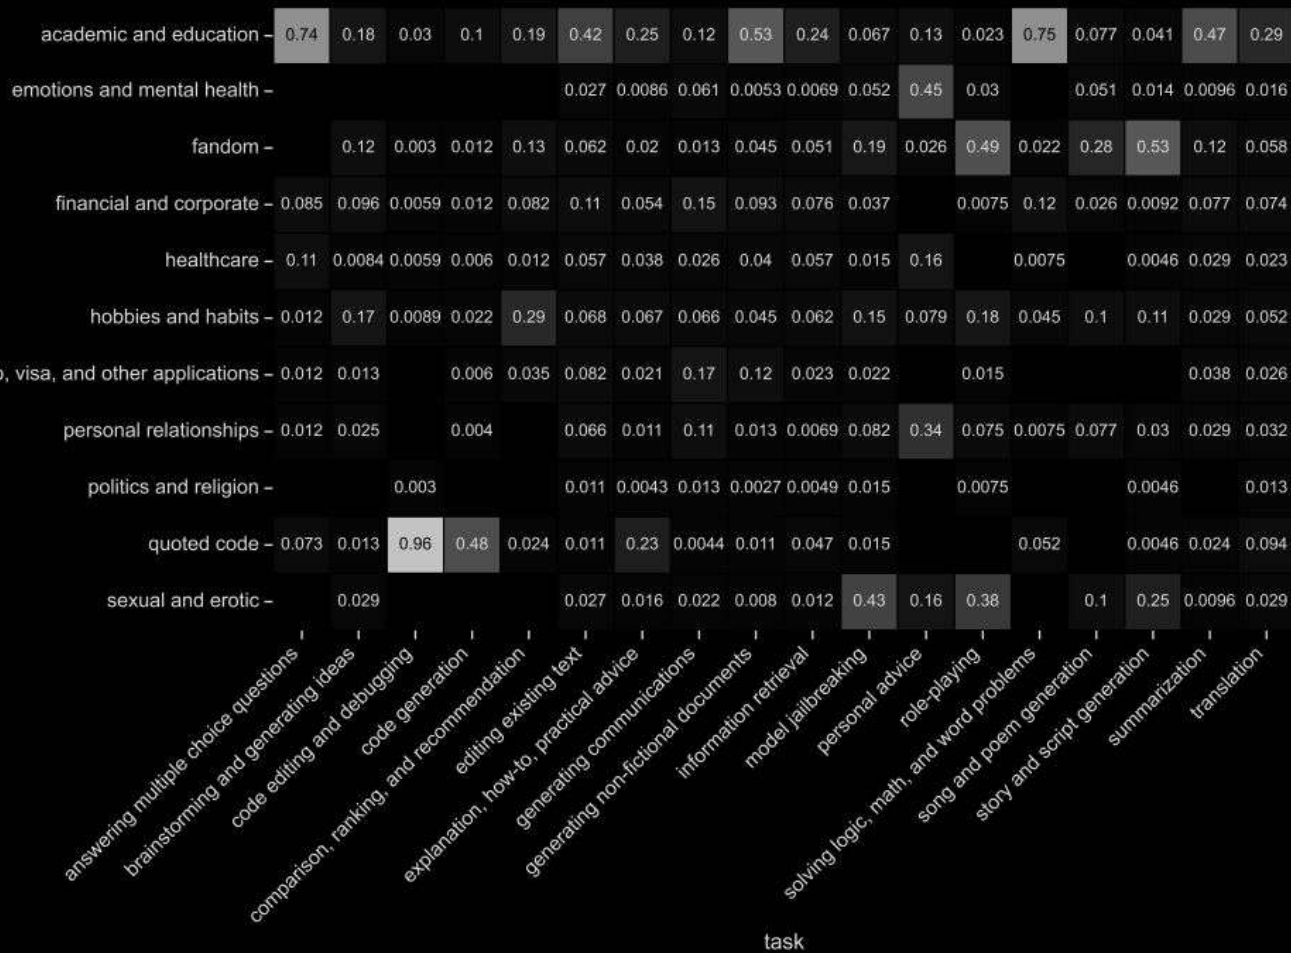 academic and education 0.74 0.18 0.03 0.1 0.19 0.42 0.25 0.12 0.53 0.24 0.067 0.13 0.023 0.75 0.077 0.041 0.47 0.29
emotions and mental health 0.027 0.0086 0.061 0.0053 0.0069 0.052 0.45 0.03 0.051 0.014 0.0096 0.016
fandom 0.12 0.003 0.012 0.13 0.062 0.02 0.013 0.045 0.051 0.19 0.026 0.49 0.022 0.28 0.53 0.12 0.058
financial and corporate 0.085 0.096 0.0059 0.012 0.082 0.11 0.054 0.15 0.093 0.076 0.037 0.0075 0.12 0.026 0.0092 0.077 0.074
healthcare 0.11 0.0084 0.0059 0.006 0.012 0.057 0.038 0.026 0.04 0.057 0.015 0.16 0.0075 0.0046 0.029 0.023
hobbies and habits 0.012 0.17 0.0089 0.022 0.29 0.068 0.067 0.066 0.045 0.062 0.15 0.079 0.18 0.045 0.1 0.11 0.029 0.052
, visa, and other applications 0.012 0.013 0.006 0.035 0.082 0.021 0.17 0.12 0.023 0.022 0.015 0.038 0.026
personal relationships 0.012 0.025 0.004 0.066 0.011 0.11 0.013 0.0069 0.082 0.34 0.075 0.0075 0.077 0.03 0.029 0.032
politics and religion 0.003 0.011 0.0043 0.013 0.0027 0.0049 0.015 0.0075 0.0046 0.013
quoted code 0.073 0.013 0.96 0.48 0.024 0.011 0.23 0.0044 0.011 0.047 0.015 0.052 0.0046 0.024 0.094
sexual and erotic 0.029 0.027 0.016 0.022 0.008 0.012 0.43 0.16 0.38 0.1 0.25 0.0096 0.029
answering multiple choice questions
brainstorming and generating ideas
code editing and debugging
code generation
comparison, ranking, and recommendation
editing existing text
explanation, how-to, practical advice
generating communications
generating non-fictional documents
information retrieval
model jailbreaking
personal advice
role-playing
solving logic, math, and word problems
song and poem generation
story and script generation
summarization
translation
task